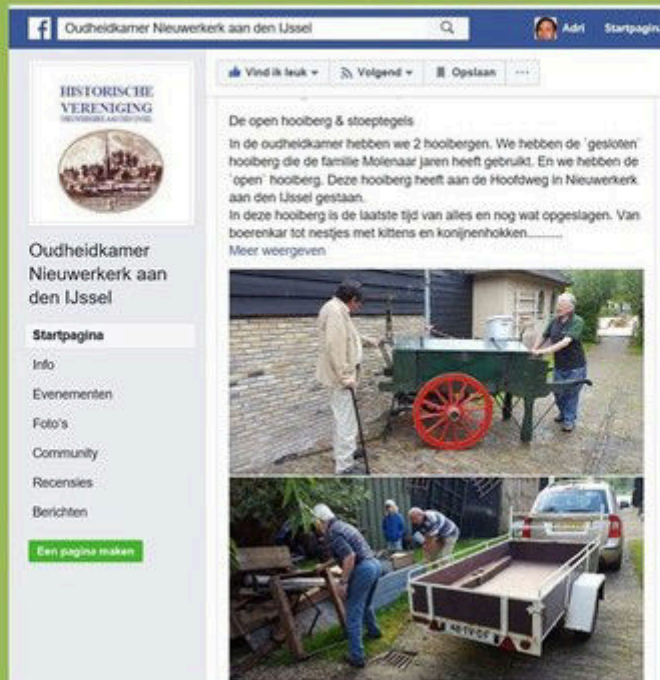 Oudheidkamer Nieuwerkerk aan den IJssel
Adri
Startpagina
HISTORISCHE
VERENIGING
Vind ik leuk
Volgend
Opslaan
...
De open hooiberg & stoeptegels
In de oudheidkamer hebben we 2 hooibergen. We hebben de `gesloten`
hooiberg die de familie Molenaar jaren heeft gebruikt. En we hebben de
`open` hooiberg. Deze hooiberg heeft aan de Hoofdweg in Nieuwerkerk
aan den IJssel gestaan.
In deze hooiberg is de laatste tijd van alles en nog wat opgeslagen. Van
boerenkar tot nestjes met kittens en konijnenhokken..........
Meer weergeven
Oudheidkamer
Nieuwerkerk aan
den IJssel
Startpagina
Info
Evenementen
Foto's
Community
Recensies
Berichten
Een pagina maken